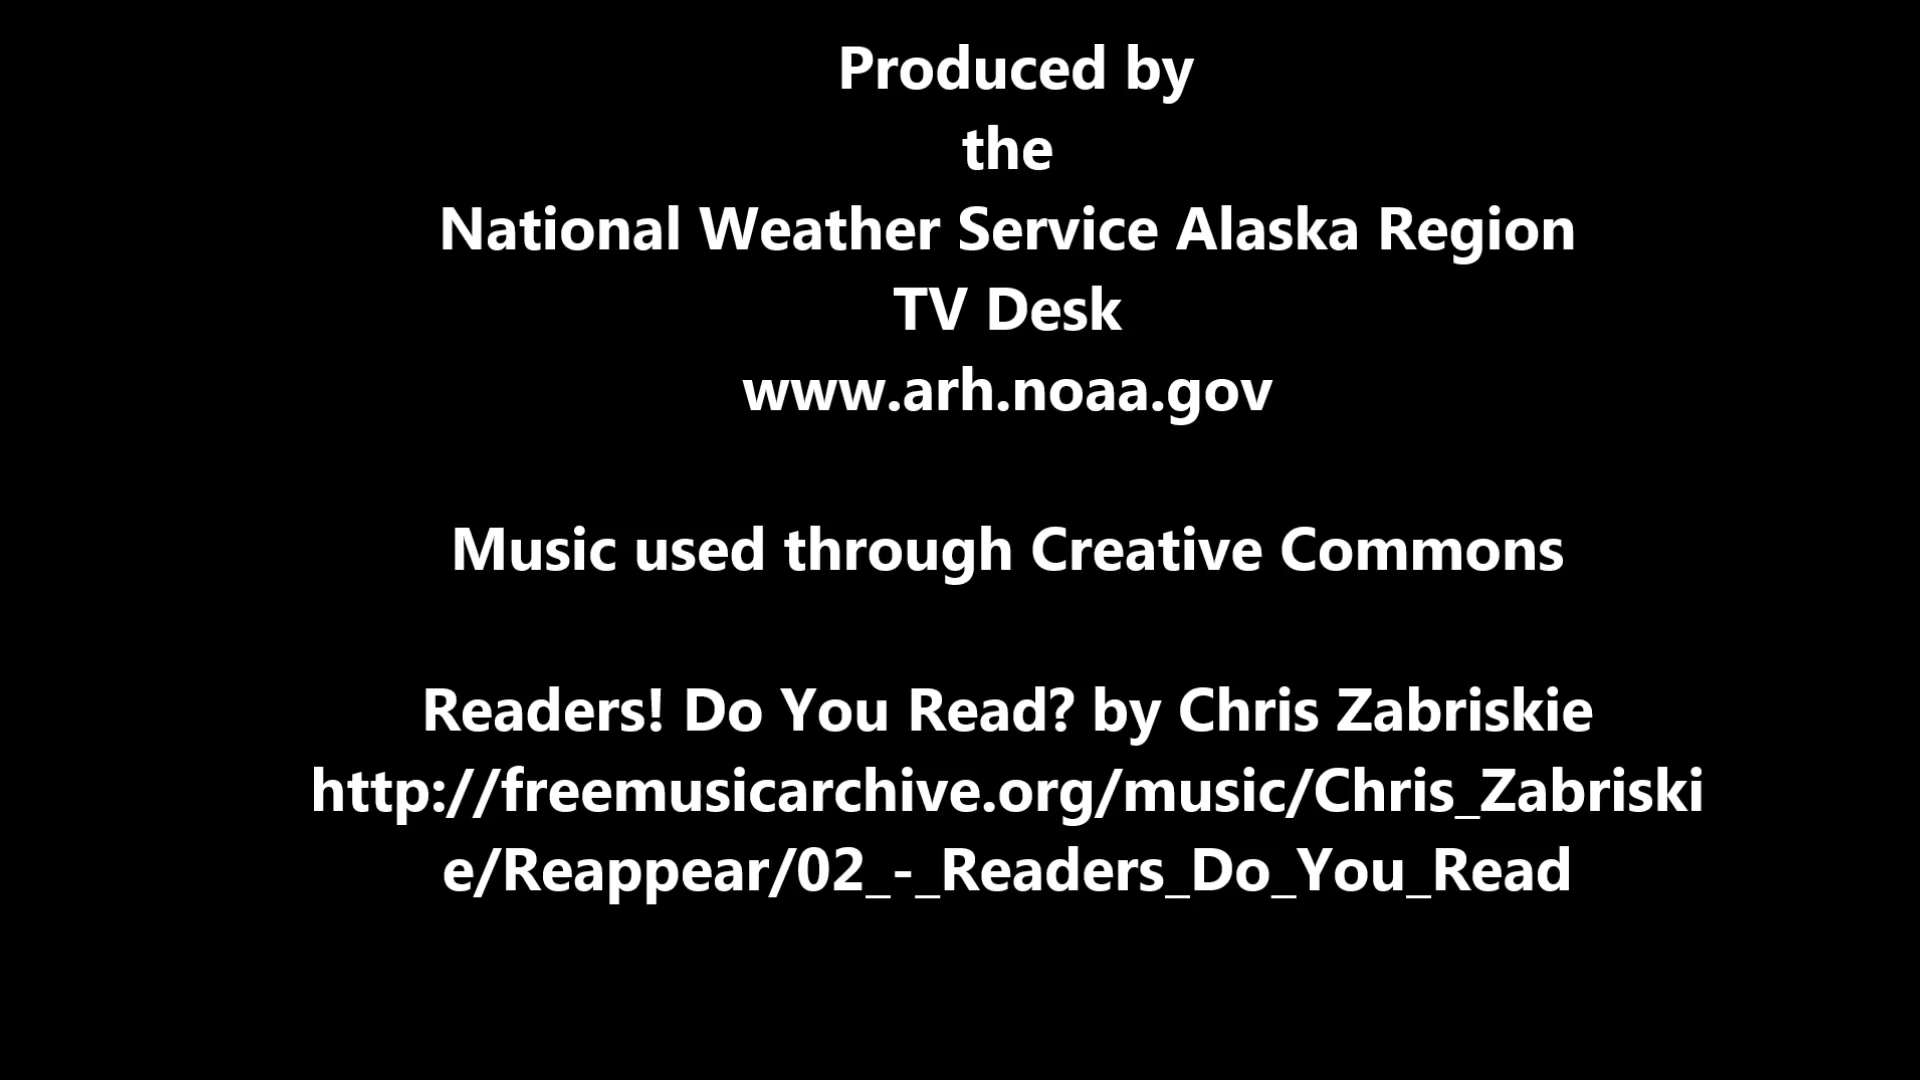 Produced by
the
National Weather Service Alaska Region
TV Desk
www.arh.noaa.gov
Music used through Creative Commons
Readers! Do You Read? by Chris Zabriskie
http://freemusicarchive.org/music/Chris_Zabriski
e/Reappear/02_-_Readers_Do_You_Read